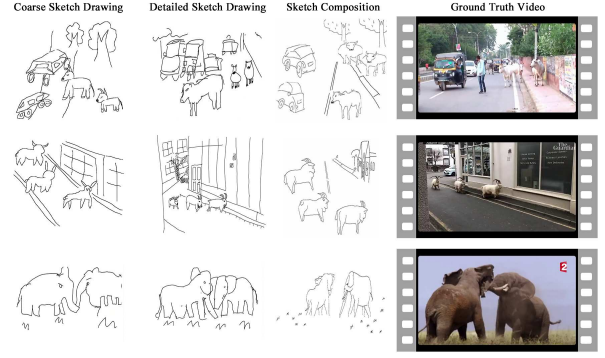 Coarse Sketch Drawing
Detailed Sketch Drawing
Sketch Composition
Ground Truth Video
2